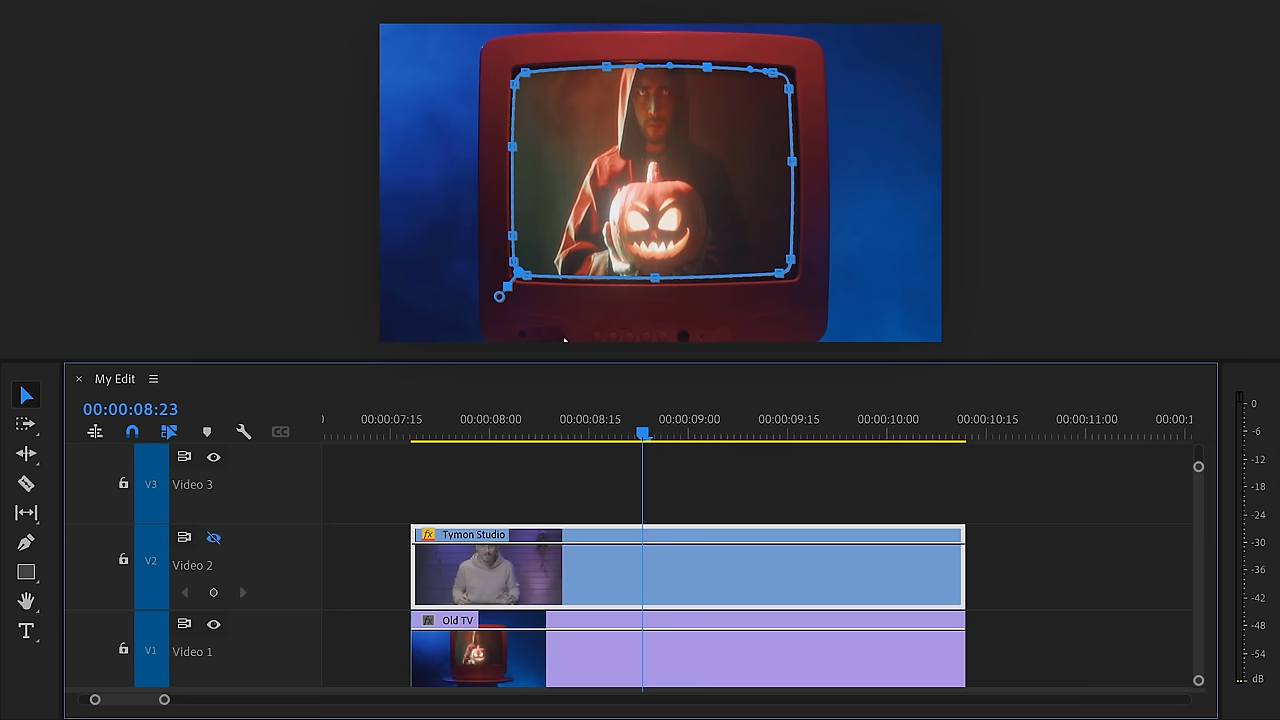 × My Edit
00:00:08:23
00:00:07:15 00:00:08:00 00:00:08:15 00:00:09:00 00:00:09:15 00:00:10:00 00:00:10:15 00:00:11:00 00:00:1
V3 Video 3
Tymon Studio
fx
V2 Video 2
fx Old TV
V1 Video 1
T
CC
0
-6
-12
-18
-24
-30
-36
-42
-48
-54
dB